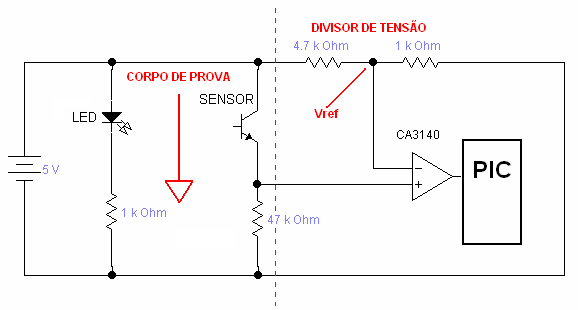 DIVISOR DE TENSÃO
4.7 k Ohm
1 k Ohm
CORPO DE PROVA
SENSOR
Vref
LED
CA3140
PIC
5 V
1 k Ohm
47 k Ohm